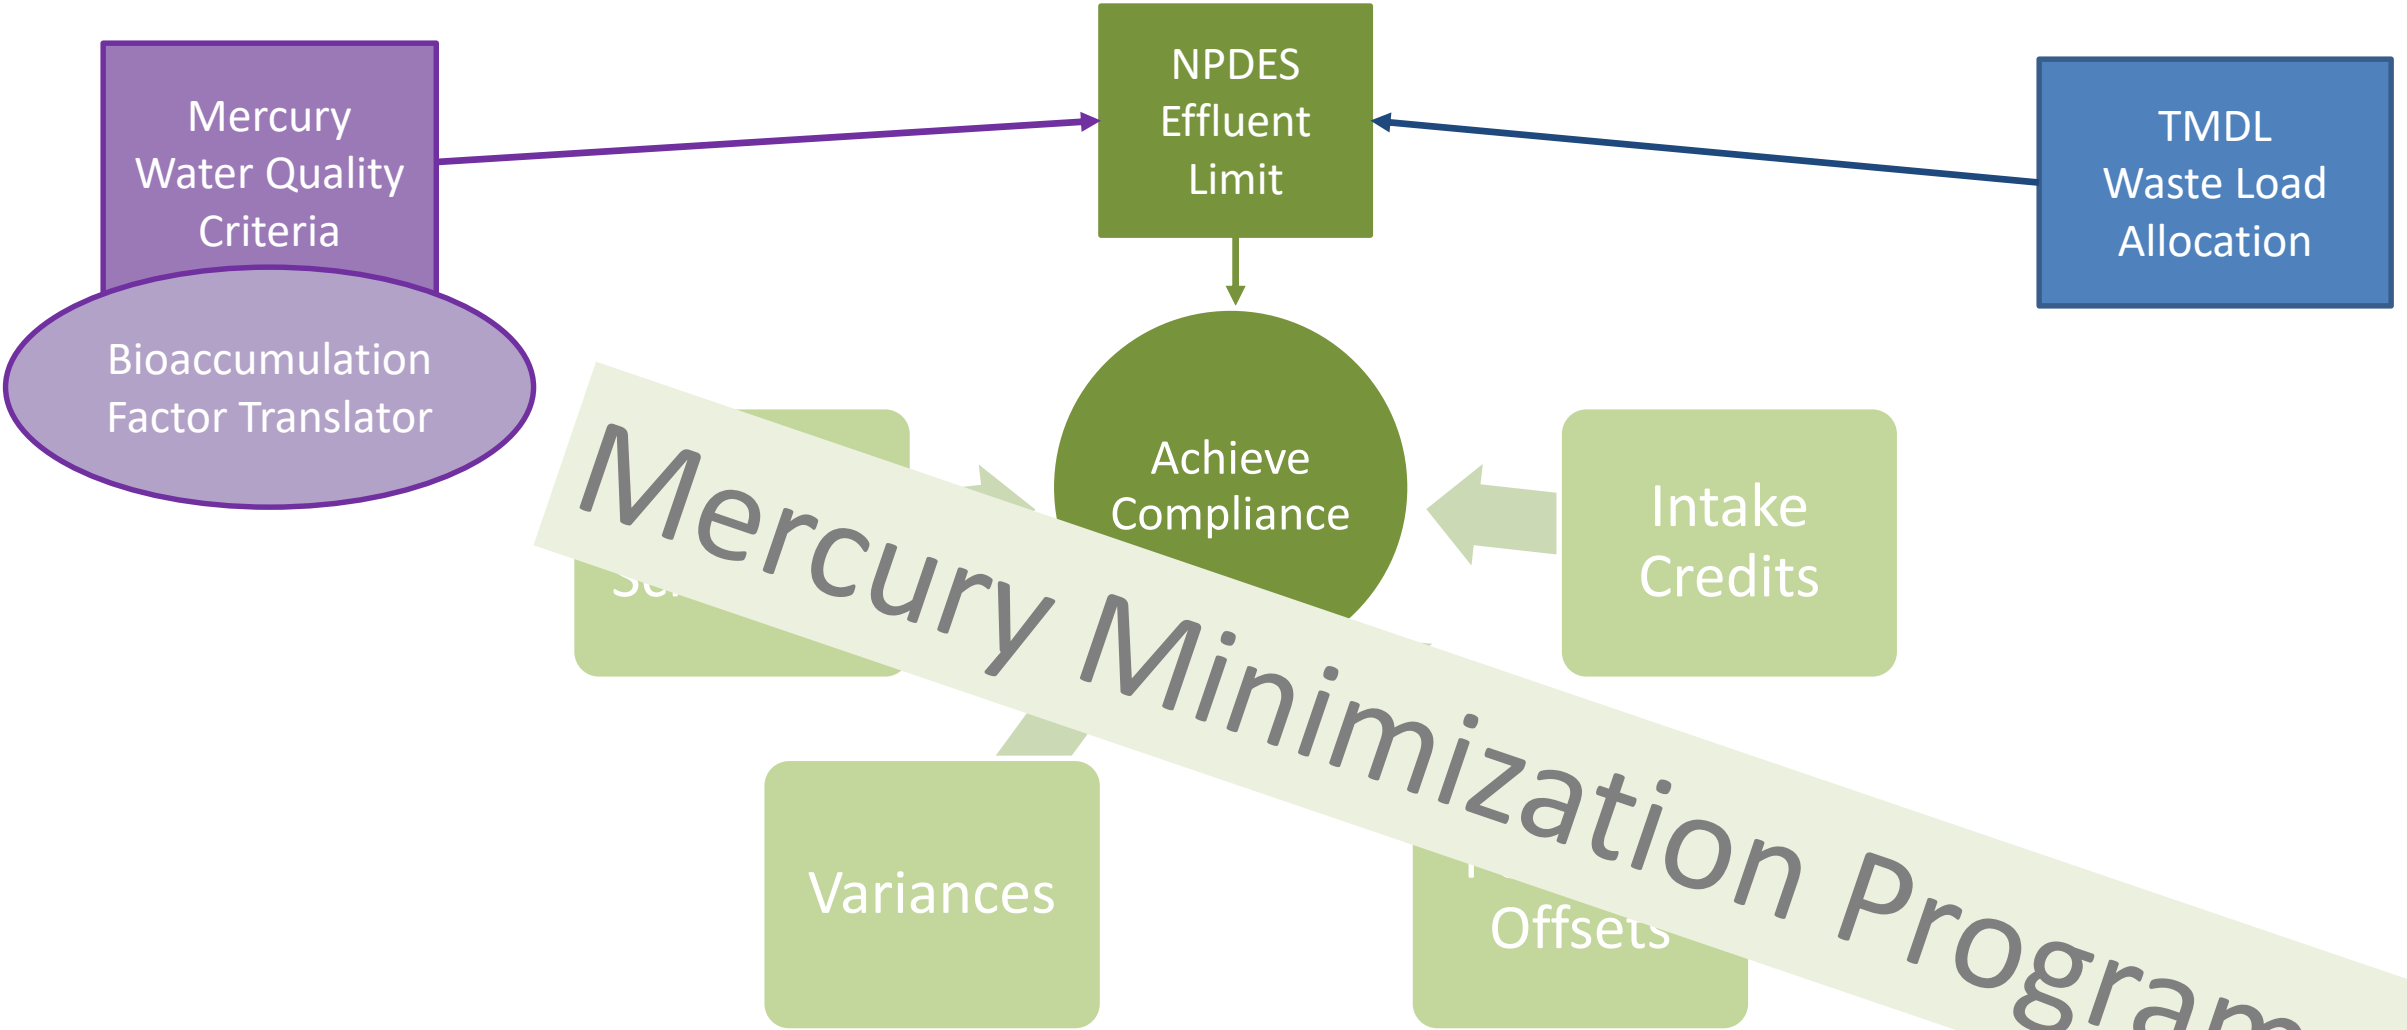 Mercury
Water Quality
Criteria
Bioaccumulation
Factor Translator
NPDES
Effluent
Limit
TMDL
Waste Load
Allocation
Achieve
Compliance
Intake
Credits
Variances
Offsets
Mercury Minimization Program